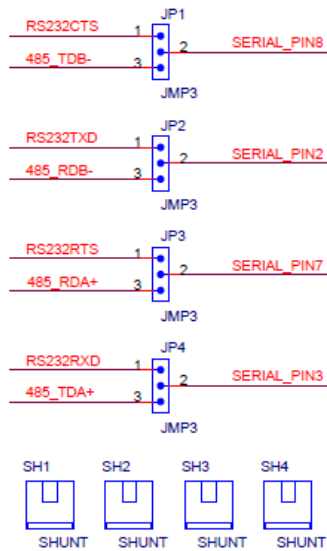 JP1
RS232CTS
1
2
SERIAL_PIN8
485_TDB-
3
JMP3
JP2
RS232TXD
1
2
SERIAL_PIN2
485_RDB-
3
JMP3
JP3
RS232RTS
1
2
SERIAL_PIN7
485_RDA+
3
JMP3
JP4
RS232RXD
1
2
SERIAL_PIN3
485_TDA+
3
JMP3
SH1 SH2 SH3 SH4
SHUNT SHUNT SHUNT SHUNT